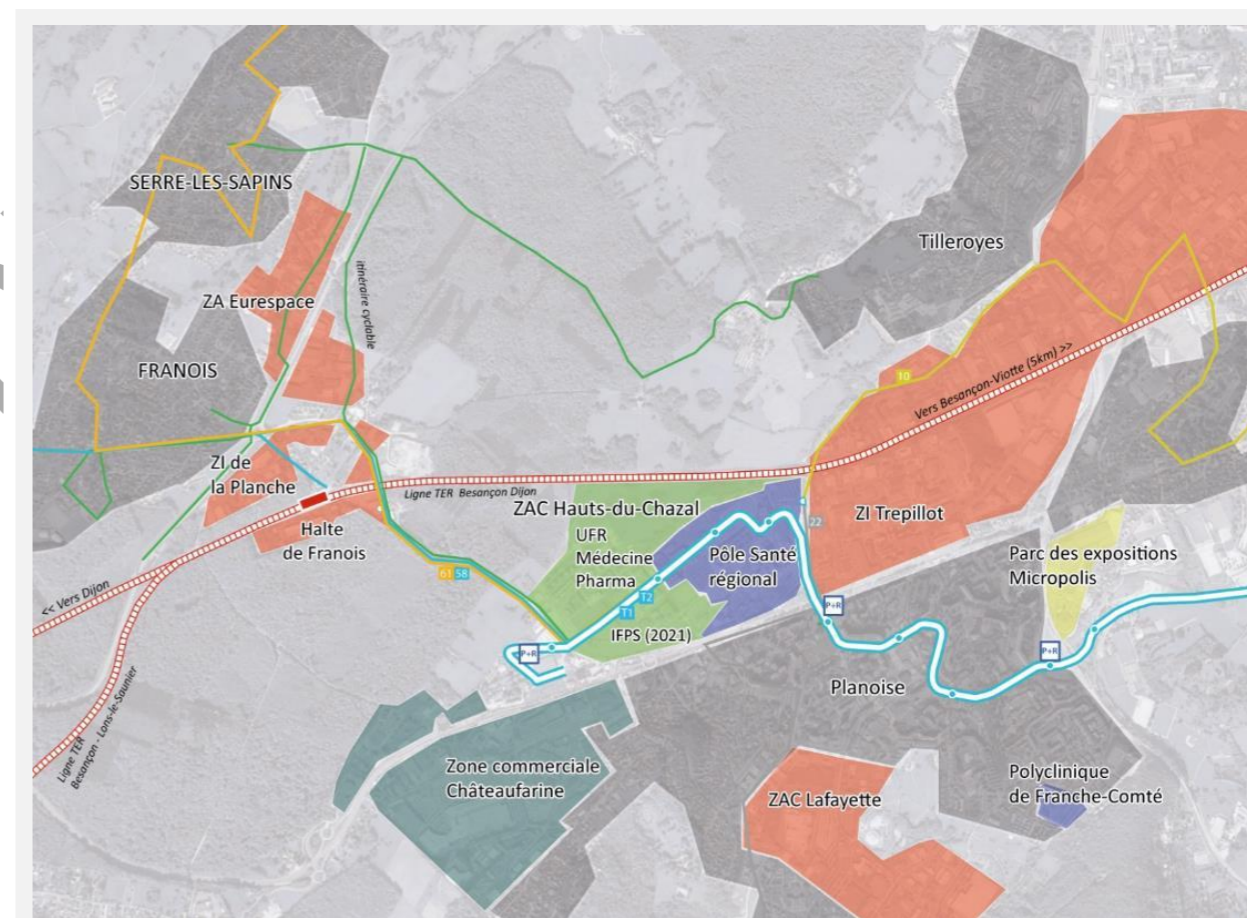 SERRE-LES-SAPINS
Tilleroyes
ZA Eurespace
itinéraire cyclable
FRANOIS
10
Vers Besançon-Viotte (5km) >>
ZI de
la Planche
Ligne TER Besançon Dijon
ZAC Hauts-du-Chazal
22
ZI Trepillot
Halte
de Franois
UFR
Médecine
Pharma
Pôle Santé
régional
Parc des expositions
Micropolis
61 58
<< Vers Dijon
T2
T1
P+R
IFPS (2021)
P+R
P+R
Planoise
Ligne TER
Besançon - Lons-le-Saunier
Zone commerciale
Châteaufarine
ZAC Lafayette
Polyclinique
de Franche-Comté